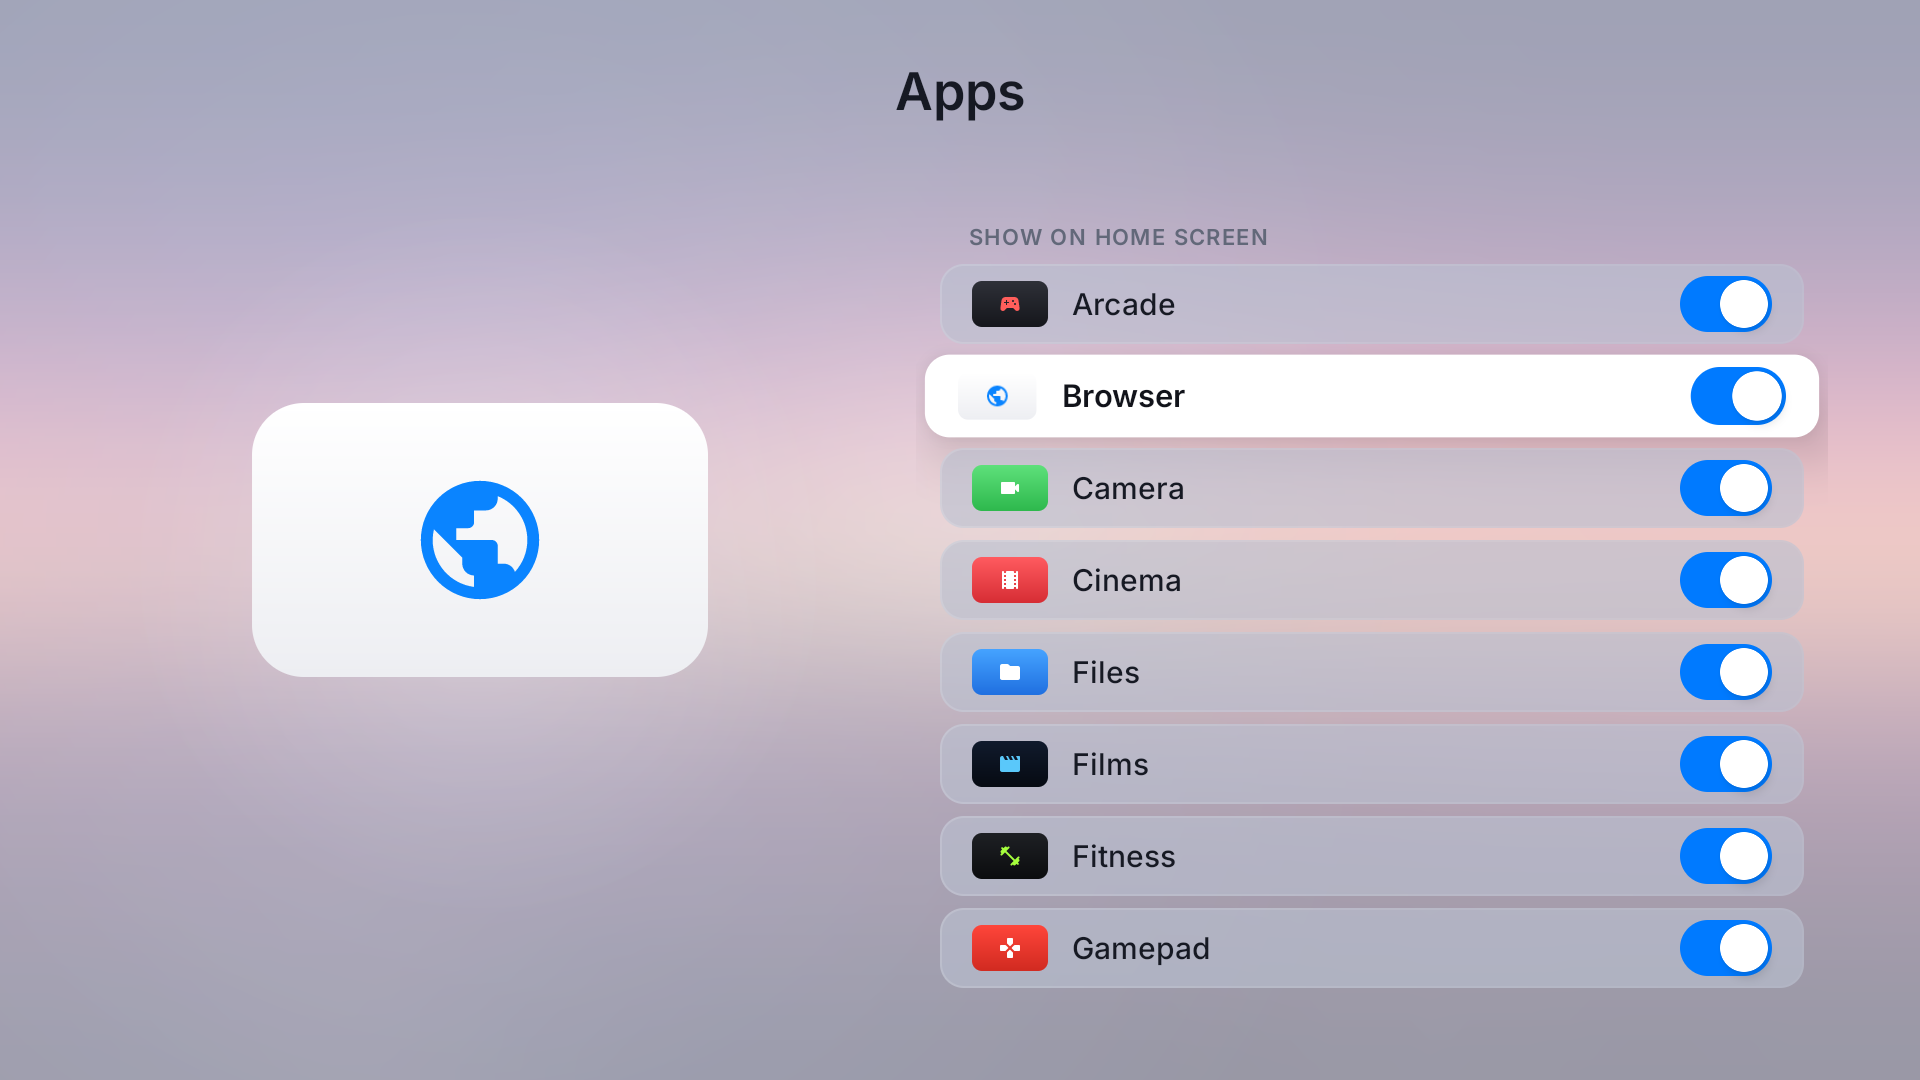 Apps
SHOW ON HOME SCREEN
Arcade
Browser
Camera
Cinema
Files
Films
Fitness
Gamepad